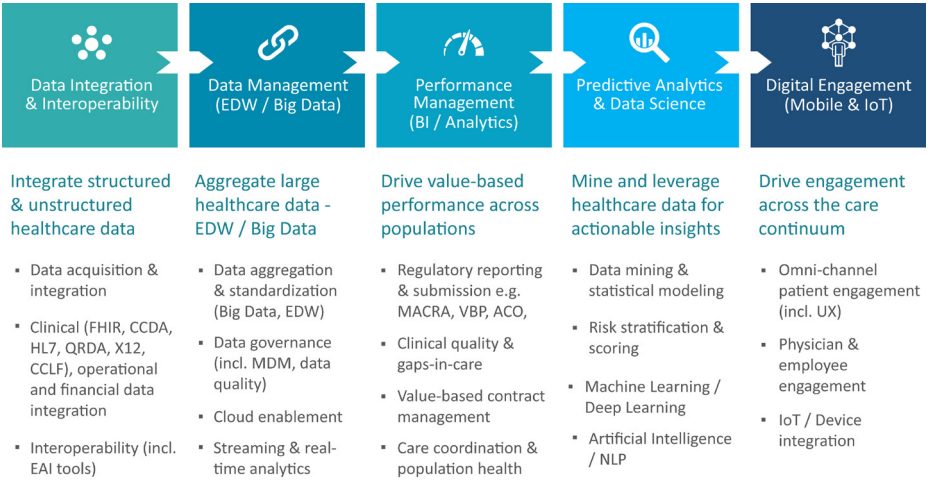 Data Integration
& Interoperability
Data Management
(EDW / Big Data)
Performance
Management
(BI / Analytics)
Predictive Analytics
& Data Science
Digital Engagement
(Mobile & IoT)
Integrate structured
& unstructured
healthcare data
▪ Data acquisition &
integration
▪ Clinical (FHIR, CCDA,
HL7, QRDA, X12,
CCLF), operational
and financial data
integration
▪ Interoperability (incl.
EAI tools)
Aggregate large
healthcare data -
EDW / Big Data
▪ Data aggregation
& standardization
(Big Data, EDW)
▪ Data governance
(incl. MDM, data
quality)
▪ Cloud enablement
▪ Streaming & real-
time analytics
Drive value-based
performance across
populations
▪ Regulatory reporting
& submission e.g.
MACRA, VBP, ACO,
▪ Clinical quality &
gaps-in-care
▪ Value-based contract
management
▪ Care coordination &
population health
Mine and leverage
healthcare data for
actionable insights
▪ Data mining &
statistical modeling
▪ Risk stratification &
scoring
▪ Machine Learning /
Deep Learning
▪ Artificial Intelligence
/ NLP
Drive engagement
across the care
continuum
▪ Omni-channel
patient engagement
(incl. UX)
▪ Physician &
employee
engagement
▪ IoT / Device
integration